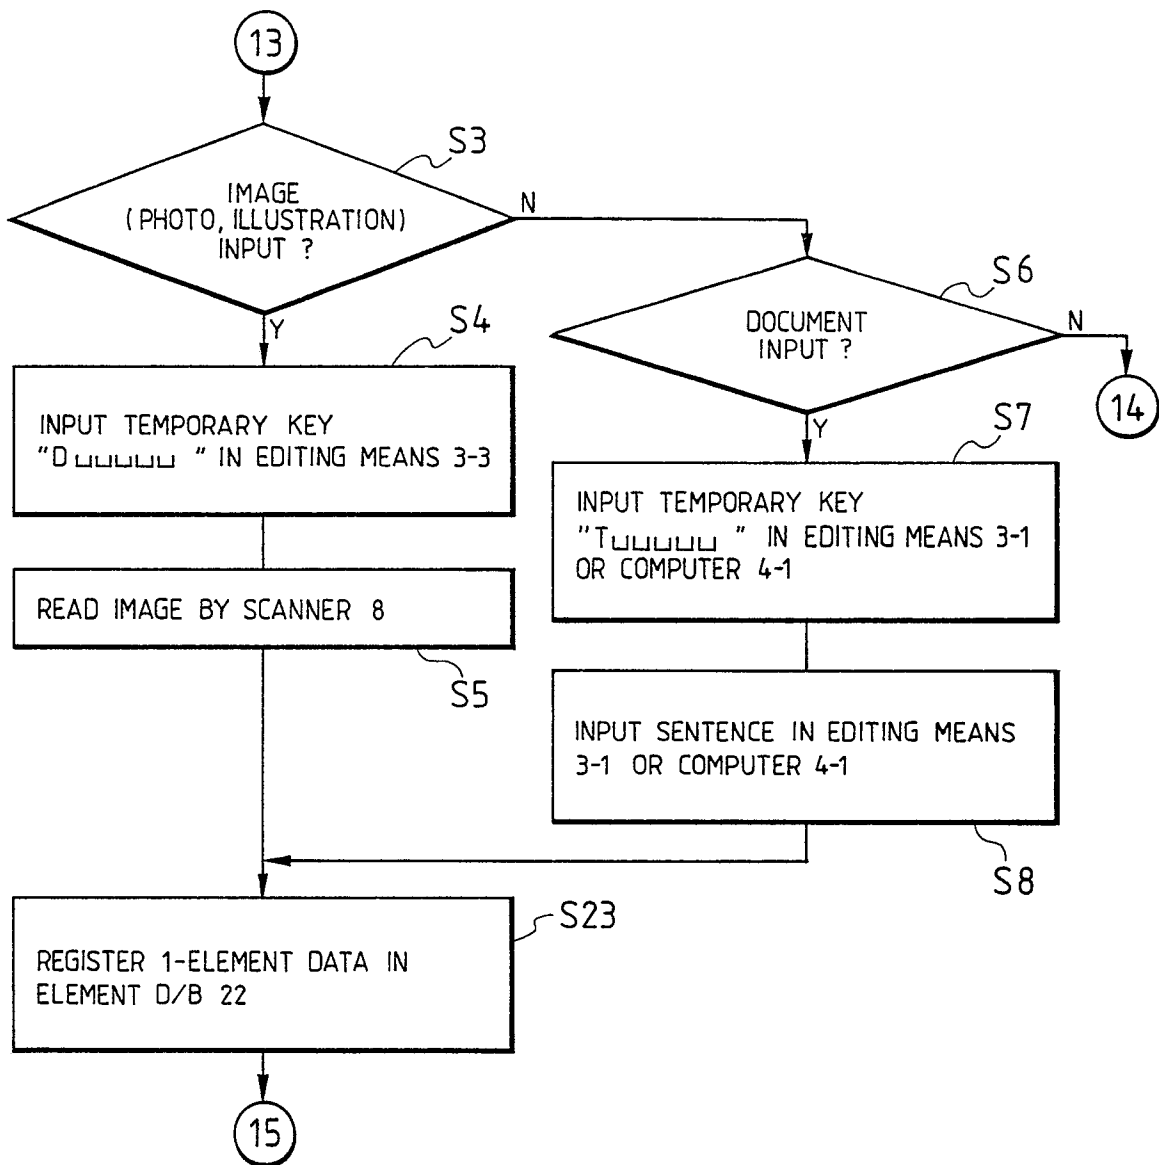 13
S3
IMAGE
(PHOTO, ILLUSTRATION)
INPUT ?
N
Y
S6
DOCUMENT
INPUT ?
N
14
Y
S4
INPUT TEMPORARY KEY
"D␣␣␣␣␣ " IN EDITING MEANS 3-3
READ IMAGE BY SCANNER 8
S5
S7
INPUT TEMPORARY KEY
"T␣␣␣␣␣ " IN EDITING MEANS 3-1
OR COMPUTER 4-1
INPUT SENTENCE IN EDITING MEANS
3-1 OR COMPUTER 4-1
S8
S23
REGISTER 1-ELEMENT DATA IN
ELEMENT D/B 22
15